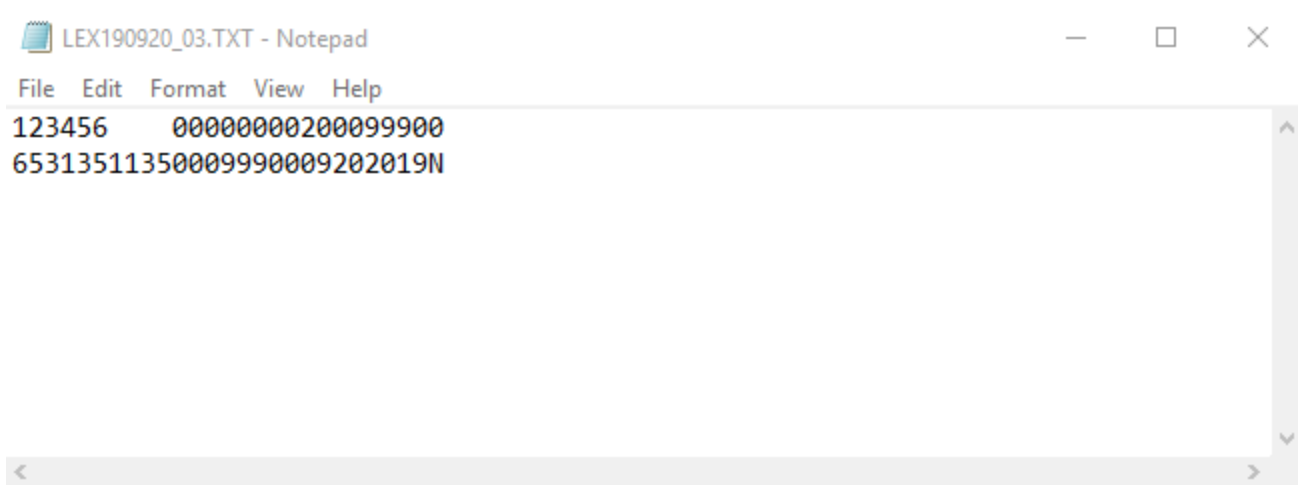 LEX190920_03.TXT - Notepad
File Edit Format View Help
123456    00000000200099900
65313511350009990009202019N